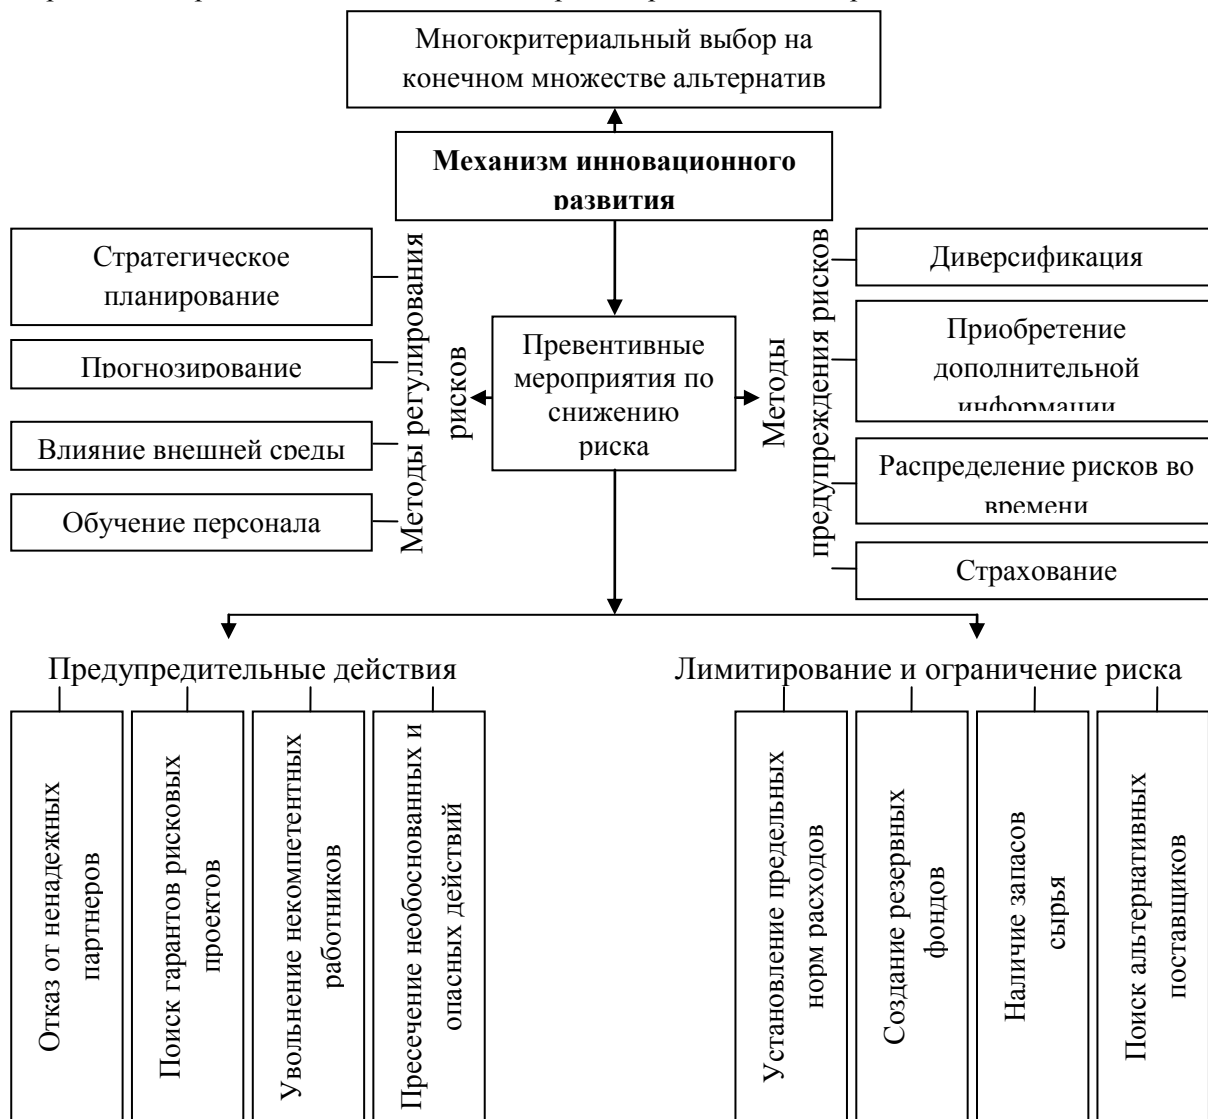 Многокритериальный выбор на
конечном множестве альтернатив
Механизм инновационного
развития
Стратегическое
планирование
Прогнозирование
Влияние внешней среды
Обучение персонала
Методы регулирования
рисков
Превентивные
мероприятия по
снижению
риска
Методы
предупреждения рисков
Диверсификация
Приобретение
дополнительной
информации
Распределение рисков во
времени
Страхование
Предупредительные действия
Лимитирование и ограничение риска
Отказ от ненадежных
партнеров
Поиск гарантов рисковых
проектов
Увольнение некомпетентных
работников
Пресечение необоснованных и
опасных действий
Установление предельных
норм расходов
Создание резервных
фондов
Наличие запасов
сырья
Поиск альтернативных
поставщиков